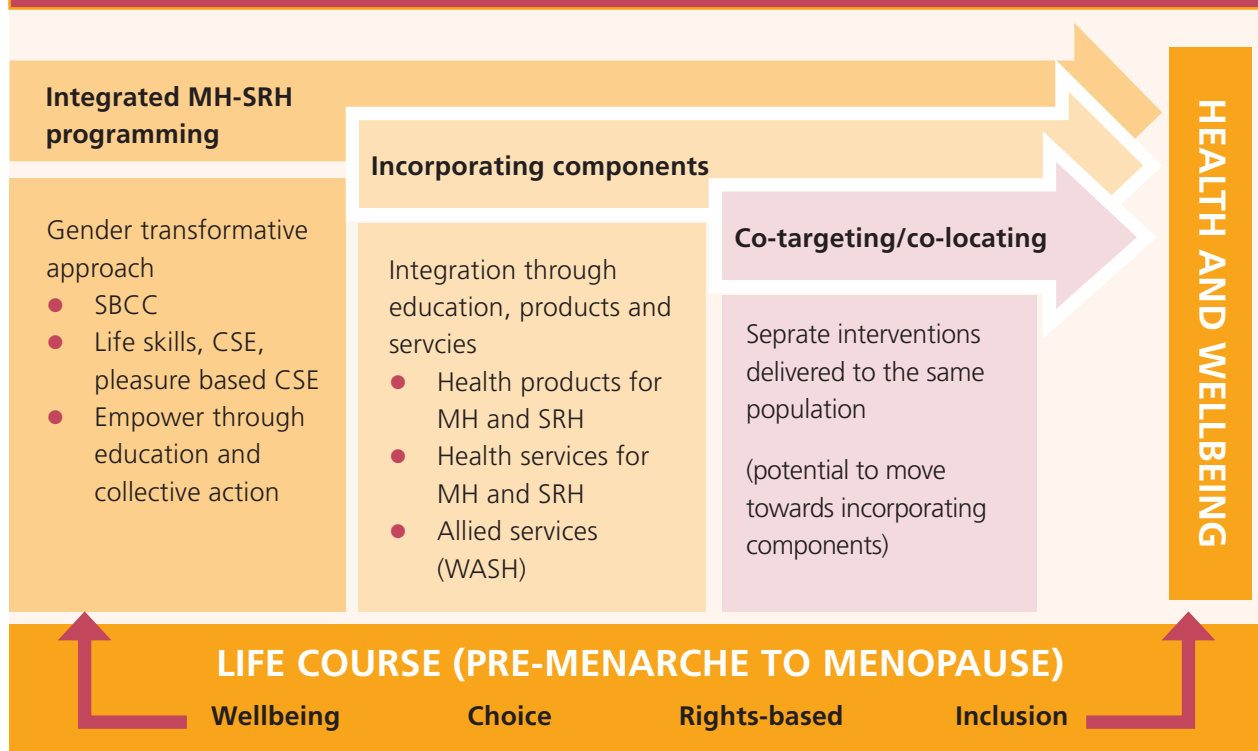 Integrated MH-SRH
programming
Gender transformative
approach
● SBCC
● Life skills, CSE,
pleasure based CSE
● Empower through
education and
collective action
Incorporating components
Integration through
education, products and
servcies
● Health products for
MH and SRH
● Health services for
MH and SRH
● Allied services
(WASH)
Co-targeting/co-locating
Seprate interventions
delivered to the same
population
(potential to move
towards incorporating
components)
HEALTH AND WELLBEING
LIFE COURSE (PRE-MENARCHE TO MENOPAUSE)
Wellbeing Choice Rights-based Inclusion